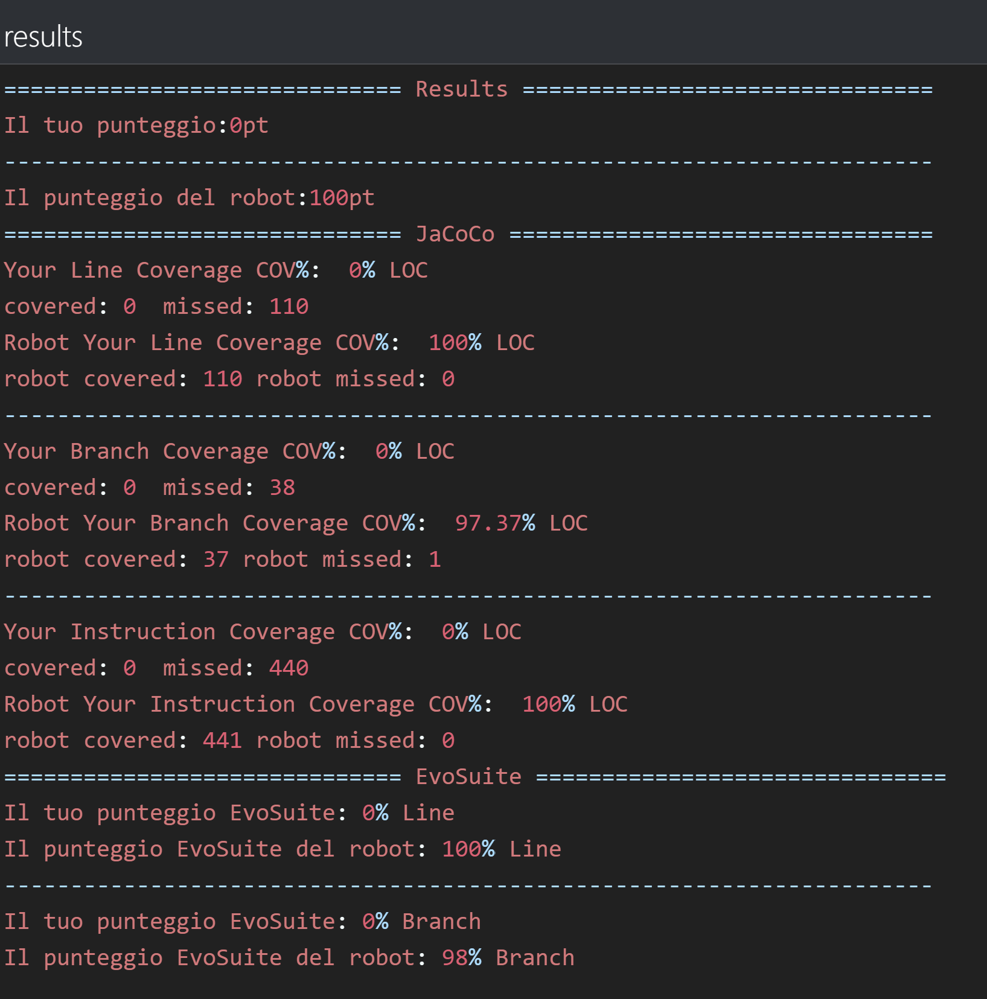 results
============================== Results ===============================
Il tuo punteggio:0pt
----------------------------------------------------------------------
Il punteggio del robot:100pt
============================== JaCoCo ================================
Your Line Coverage COV%:  0% LOC
covered: 0  missed: 110
Robot Your Line Coverage COV%:  100% LOC
robot covered: 110 robot missed: 0
----------------------------------------------------------------------
Your Branch Coverage COV%:  0% LOC
covered: 0  missed: 38
Robot Your Branch Coverage COV%:  97.37% LOC
robot covered: 37 robot missed: 1
----------------------------------------------------------------------
Your Instruction Coverage COV%:  0% LOC
covered: 0  missed: 440
Robot Your Instruction Coverage COV%:  100% LOC
robot covered: 441 robot missed: 0
============================== EvoSuite ===============================
Il tuo punteggio EvoSuite: 0% Line
Il punteggio EvoSuite del robot: 100% Line
----------------------------------------------------------------------
Il tuo punteggio EvoSuite: 0% Branch
Il punteggio EvoSuite del robot: 98% Branch